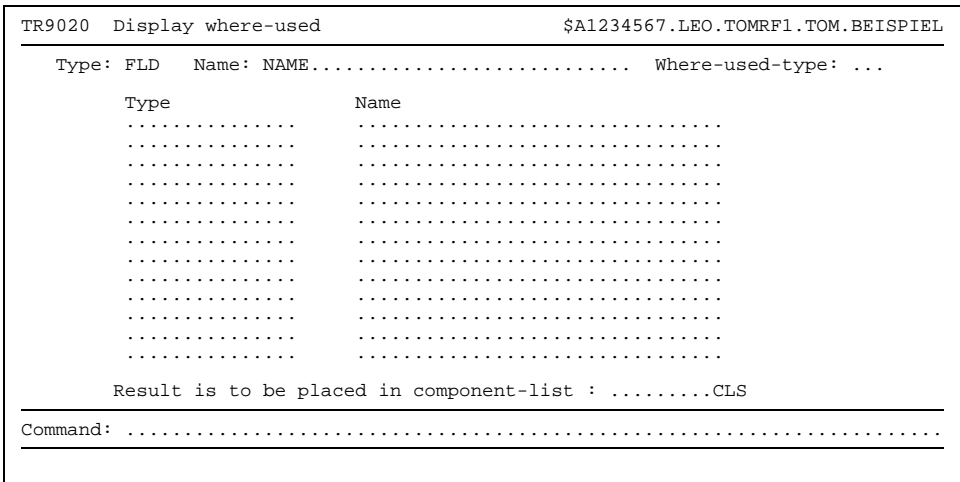 TR9020  Display where-used                     $A1234567.LEO.TOMRF1.TOM.BEISPIEL
   Type: FLD   Name: NAME............................ Where-used-type: ...
         Type                Name
         ...............     ................................
         ...............     ................................
         ...............     ................................
         ...............     ................................
         ...............     ................................
         ...............     ................................
         ...............     ................................
         ...............     ................................
         ...............     ................................
         ...............     ................................
         ...............     ................................
         ...............     ................................
         ...............     ................................
        Result is to be placed in component-list : .........CLS
Command: .......................................................................